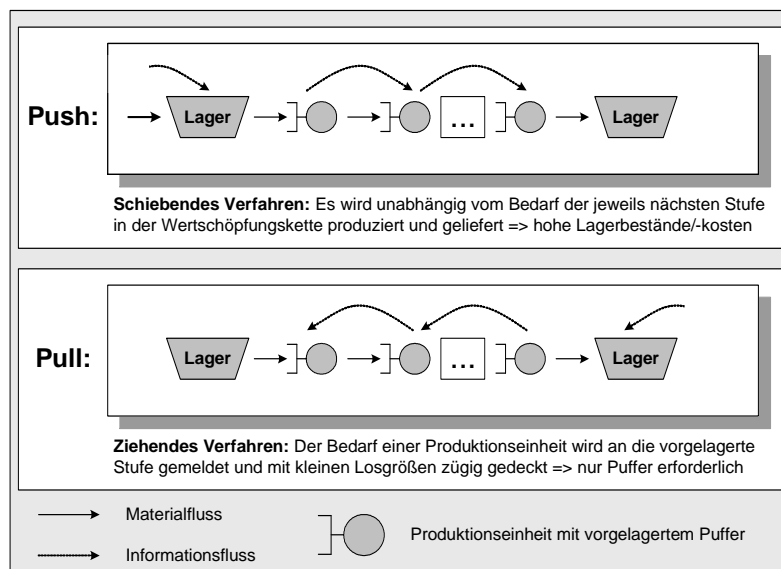 Push:
Lager
...
Lager
Schiebendes Verfahren: Es wird unabhängig vom Bedarf der jeweils nächsten Stufe
in der Wertschöpfungskette produziert und geliefert => hohe Lagerbestände/-kosten
Pull:
Lager
...
Lager
Ziehendes Verfahren: Der Bedarf einer Produktionseinheit wird an die vorgelagerte
Stufe gemeldet und mit kleinen Losgrößen zügig gedeckt => nur Puffer erforderlich
Materialfluss
Informationsfluss
Produktionseinheit mit vorgelagertem Puffer